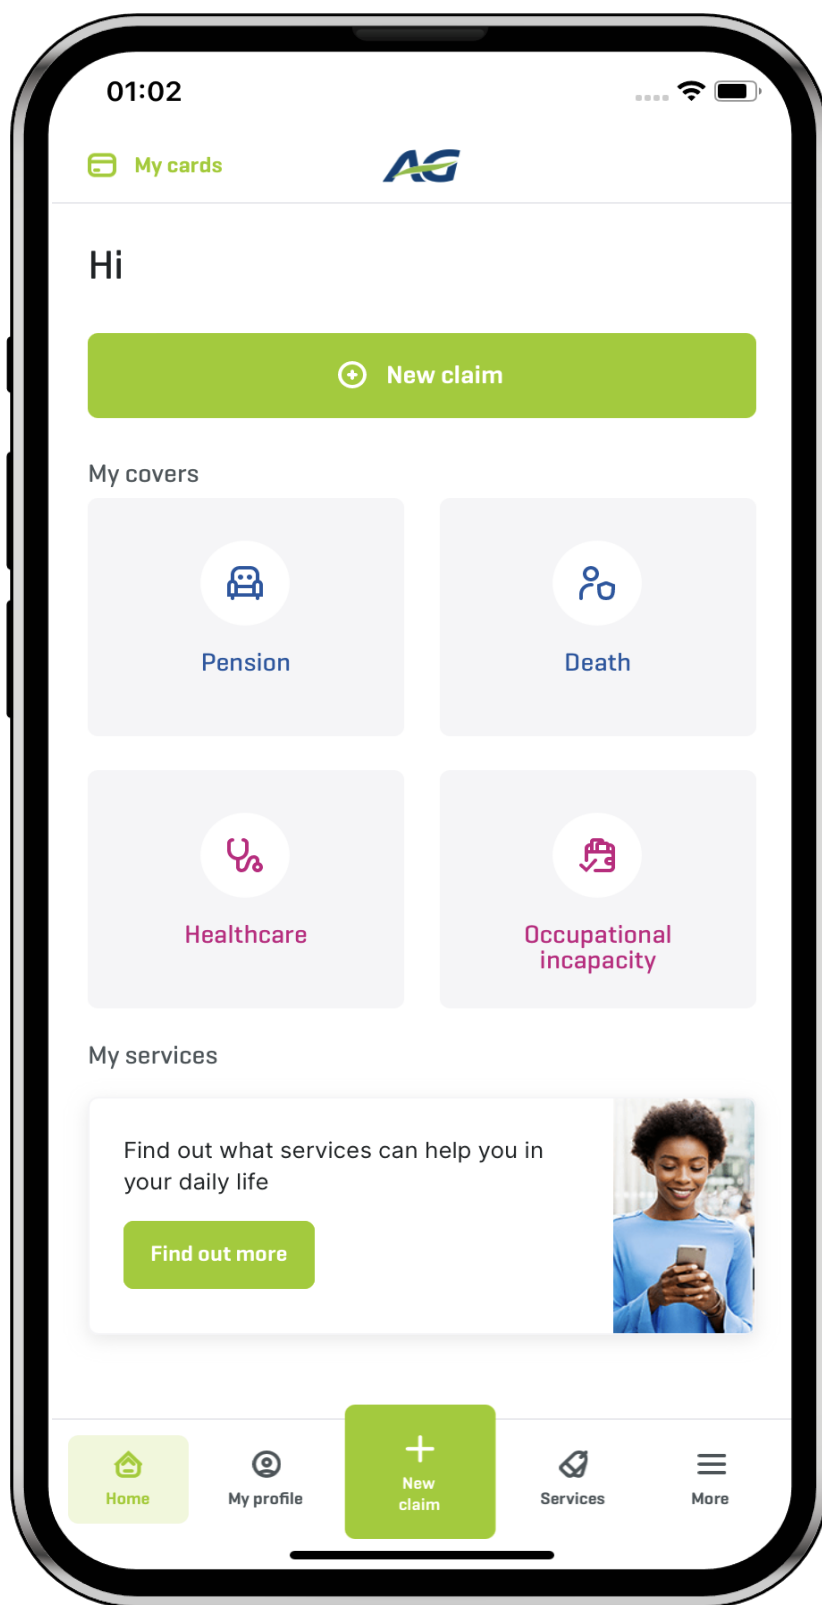 01:02
My cards
AG
Hi
New claim
My covers
Pension
Death
Healthcare
Occupational
incapacity
My services
Find out what services can help you in
your daily life
Find out more
Home
My profile
New
claim
Services
More